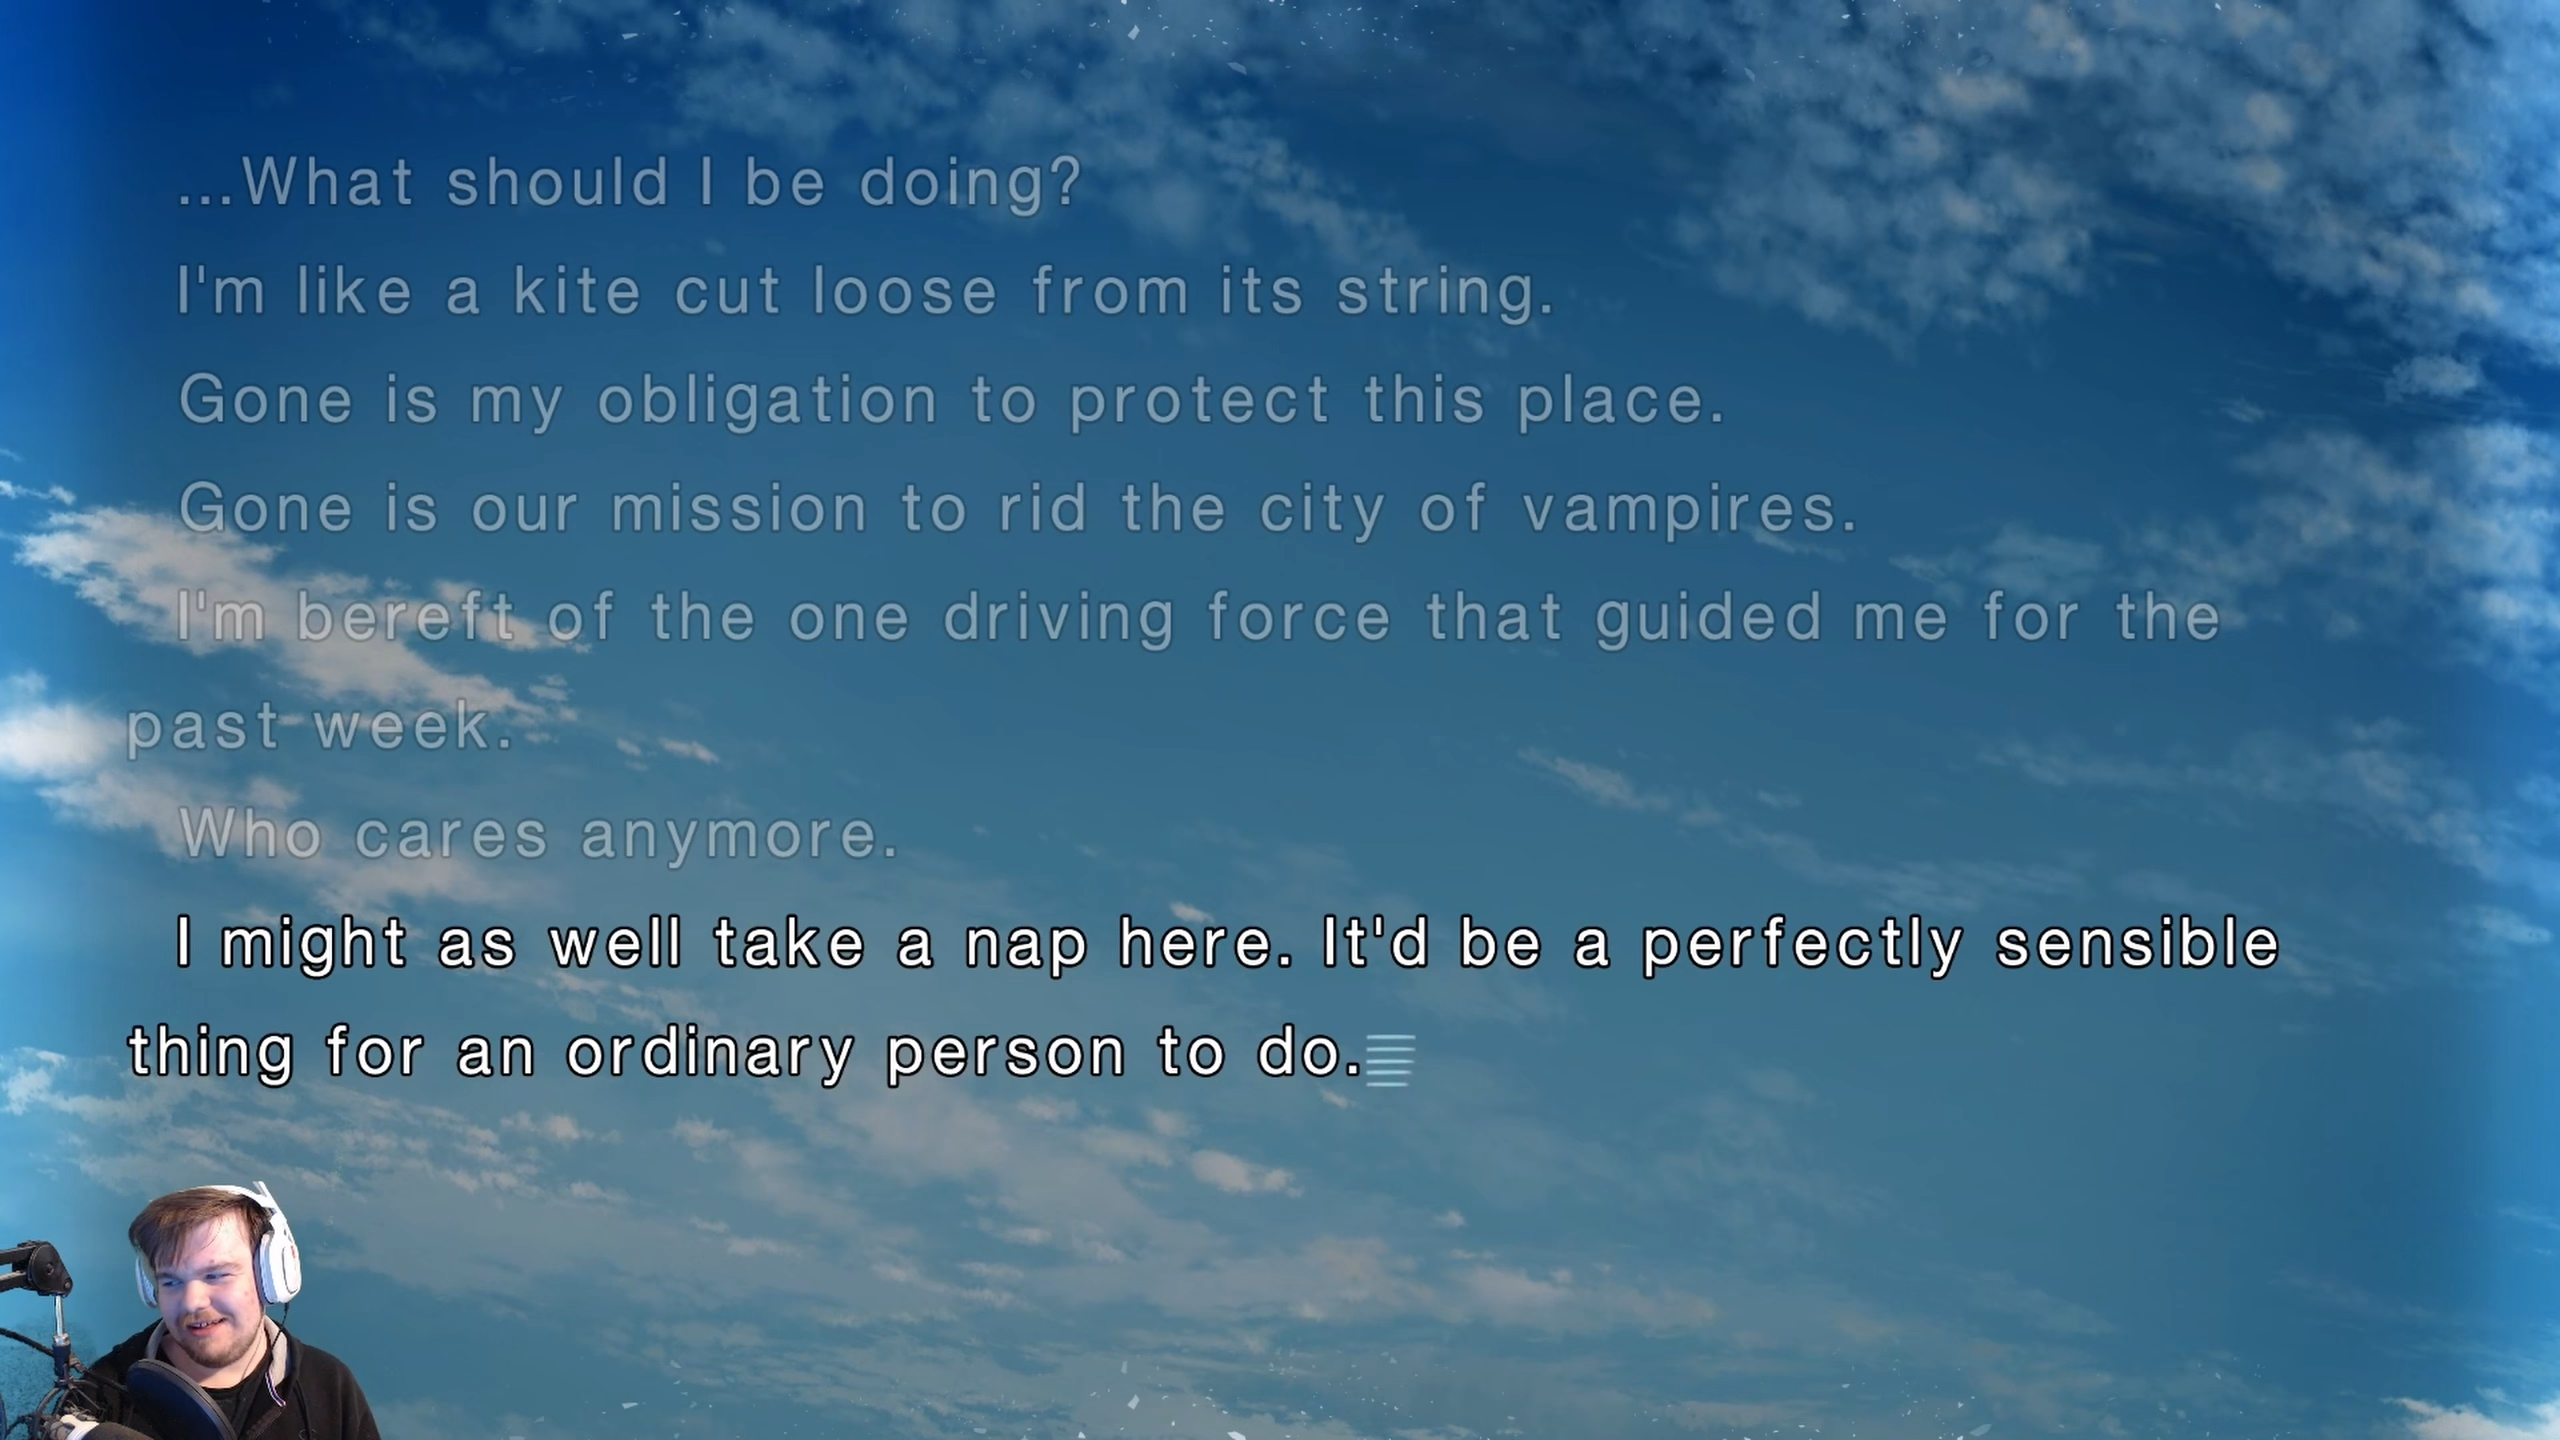 ...What should I be doing?
I'm like a kite cut loose from its string.
Gone is my obligation to protect this place.
Gone is our mission to rid the city of vampires.
I'm bereft of the one driving force that guided me for the
past week.
Who cares anymore.
I might as well take a nap here. It'd be a perfectly sensible
thing for an ordinary person to do.